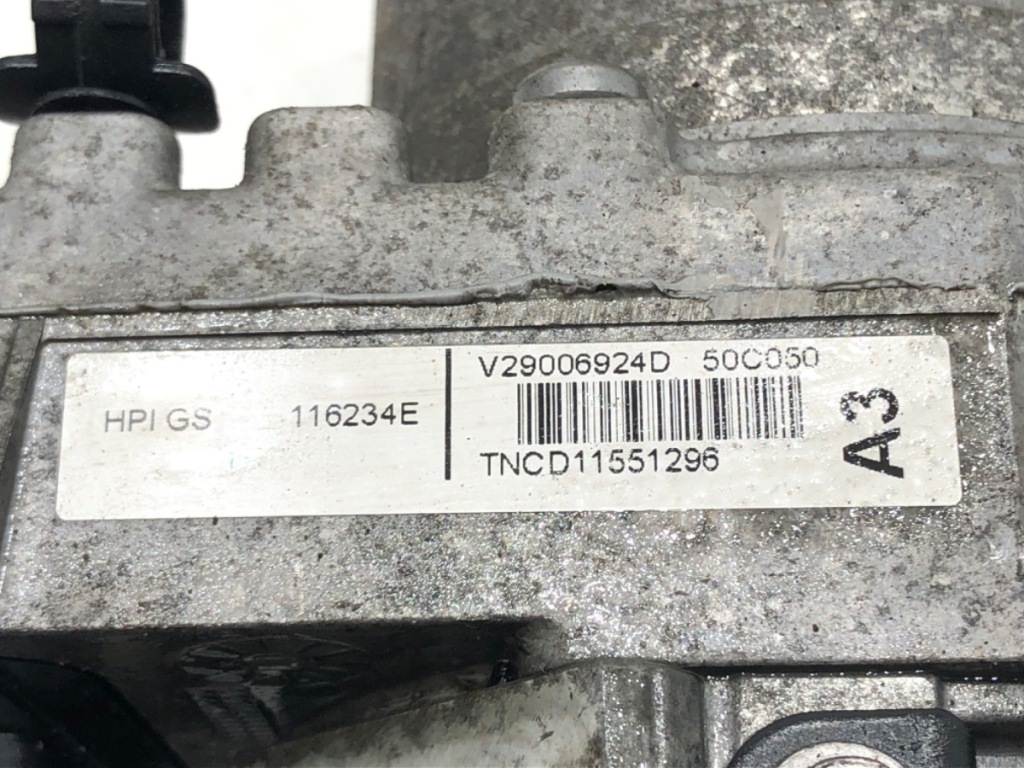 HPI GS 116234E
V29006924D 50C050
TNCD11551296
A3